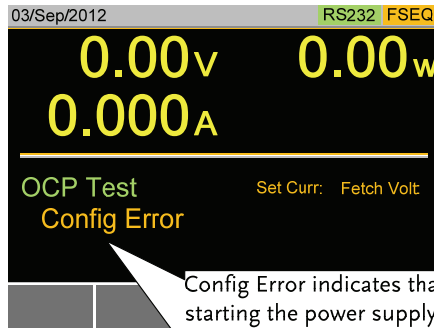 03/Sep/2012 RS232 FSEQ
0.00V 0.00W
0.000A
OCP Test Set Curr: Fetch Volt:
Config Error
Config Error indicates tha
starting the power supply